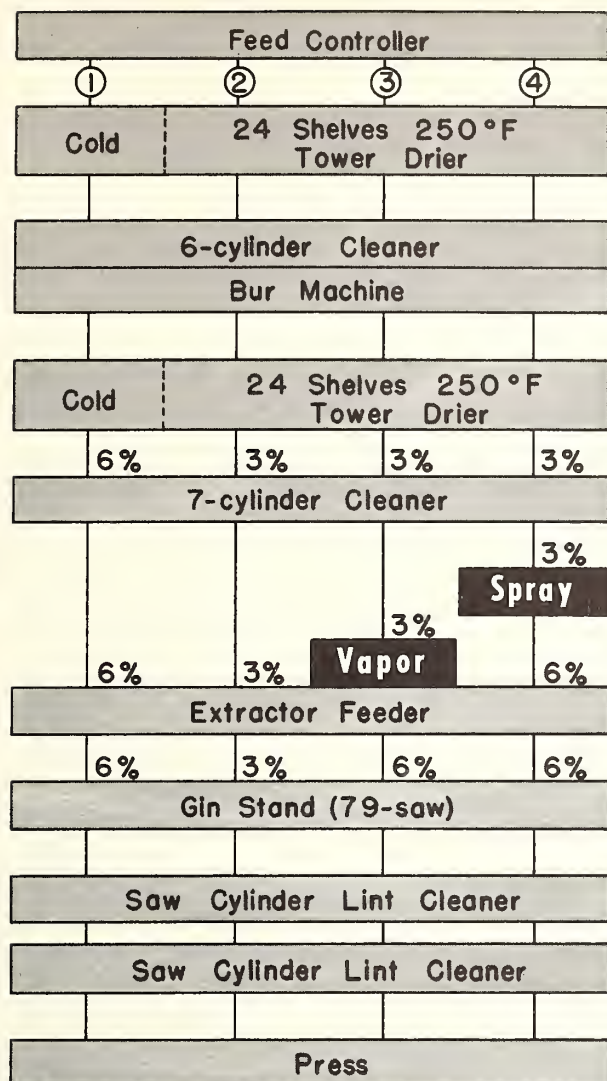 Feed Controller
① ② ③ ④
Cold
24 Shelves 250°F
Tower Drier
6-cylinder Cleaner
Bur Machine
Cold
24 Shelves 250°F
Tower Drier
6% 3% 3% 3%
7-cylinder Cleaner
3%
Spray
3%
Vapor
6% 3% 6%
Extractor Feeder
6% 3% 6% 6%
Gin Stand (79-saw)
Saw Cylinder Lint Cleaner
Saw Cylinder Lint Cleaner
Press